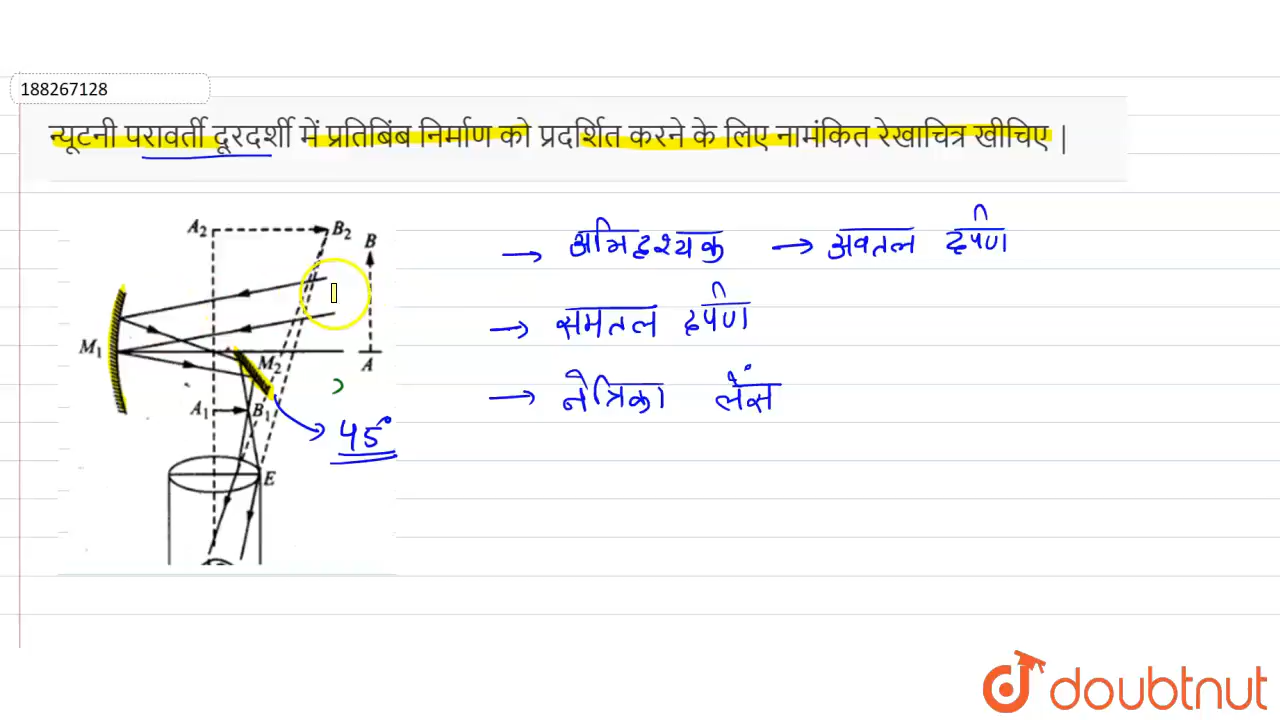 188267128
न्यूटनी परावर्ती दूरदर्शी में प्रतिबिंब निर्माण को प्रदर्शित करने के लिए नामंकित रेखाचित्र खीचिए |
A₂ B₂
B
M₁
M₂ A
A₁ B₁
45°
E
→ अभिदृश्यक → अवतल दर्पण
→ समतल दर्पण
→ नेत्रिका लेंस
doubtnut